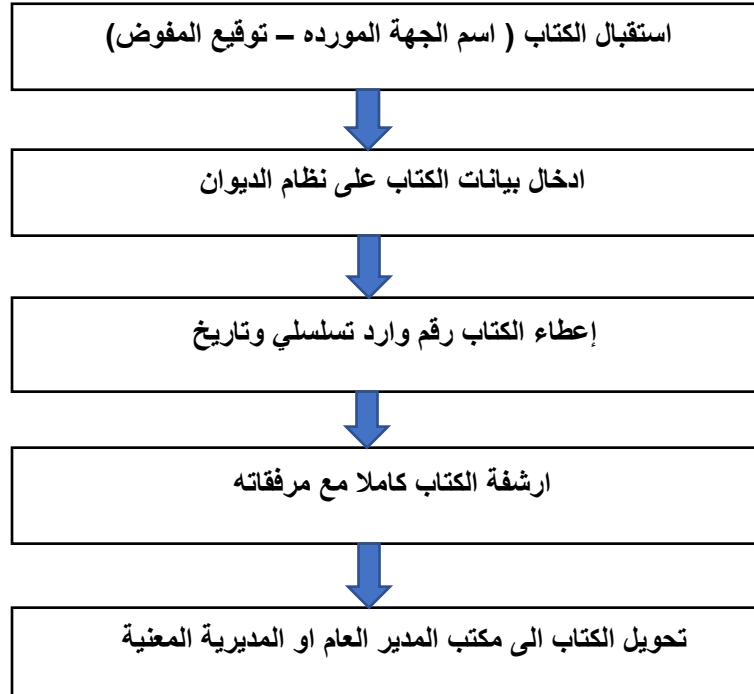 استقبال الكتاب ( اسم الجهة المورده – توقيع المفوض)
ادخال بيانات الكتاب على نظام الديوان
إعطاء الكتاب رقم وارد تسلسلي وتاريخ
ارشفة الكتاب كاملا مع مرفقاته
تحويل الكتاب الى مكتب المدير العام او المديرية المعنية